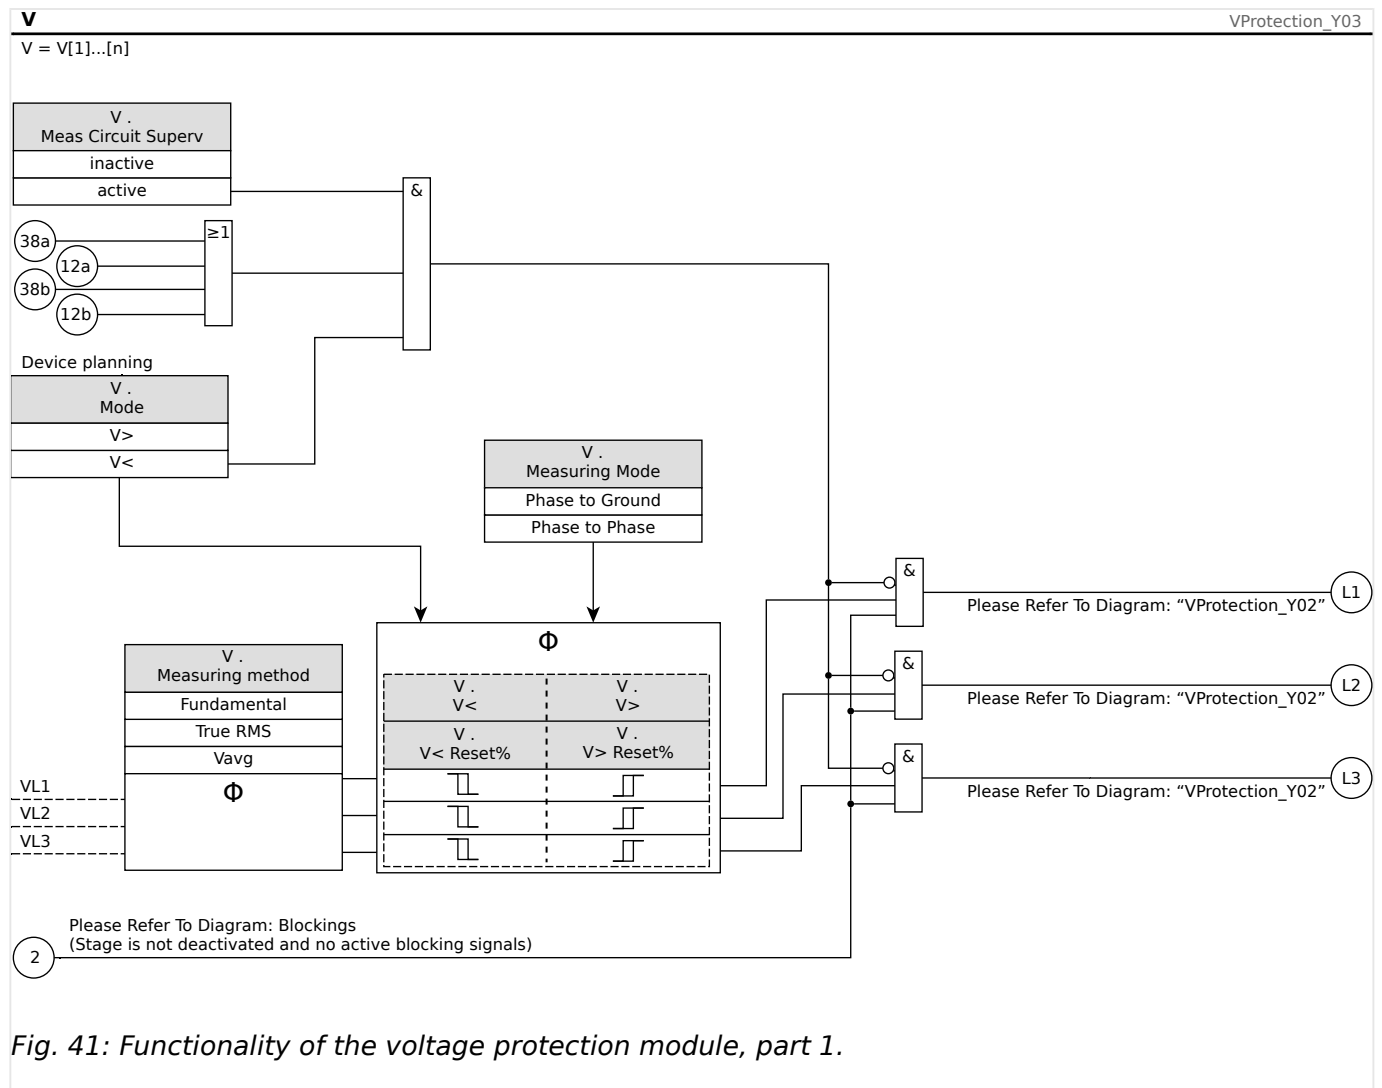 V
VProtection_Y03
V = V[1]...[n]
V .
Meas Circuit Superv
inactive
active
&
38a
≥1
12a
38b
12b
Device planning
V .
Mode
V>
V<
V .
Measuring Mode
Phase to Ground
Phase to Phase
&
L1
Please Refer To Diagram: “VProtection_Y02”
&
L2
Please Refer To Diagram: “VProtection_Y02”
&
L3
Please Refer To Diagram: “VProtection_Y02”
V .
Measuring method
Fundamental
True RMS
Vavg
Φ
VL1
VL2
VL3
Φ
V .
V<
V .
V>
V .
V< Reset%
V .
V> Reset%
Please Refer To Diagram: Blockings
(Stage is not deactivated and no active blocking signals)
2
Fig. 41: Functionality of the voltage protection module, part 1.